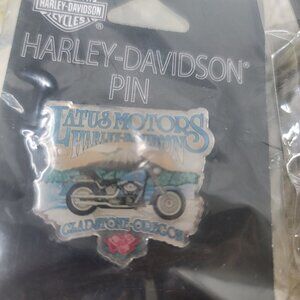 HARLEY-DAVIDSON
CYCLES
HARLEY-DAVIDSON®
PIN
LATUS MOTORS
HARLEY-DAVIDSON
GLADSTONE • OREGON